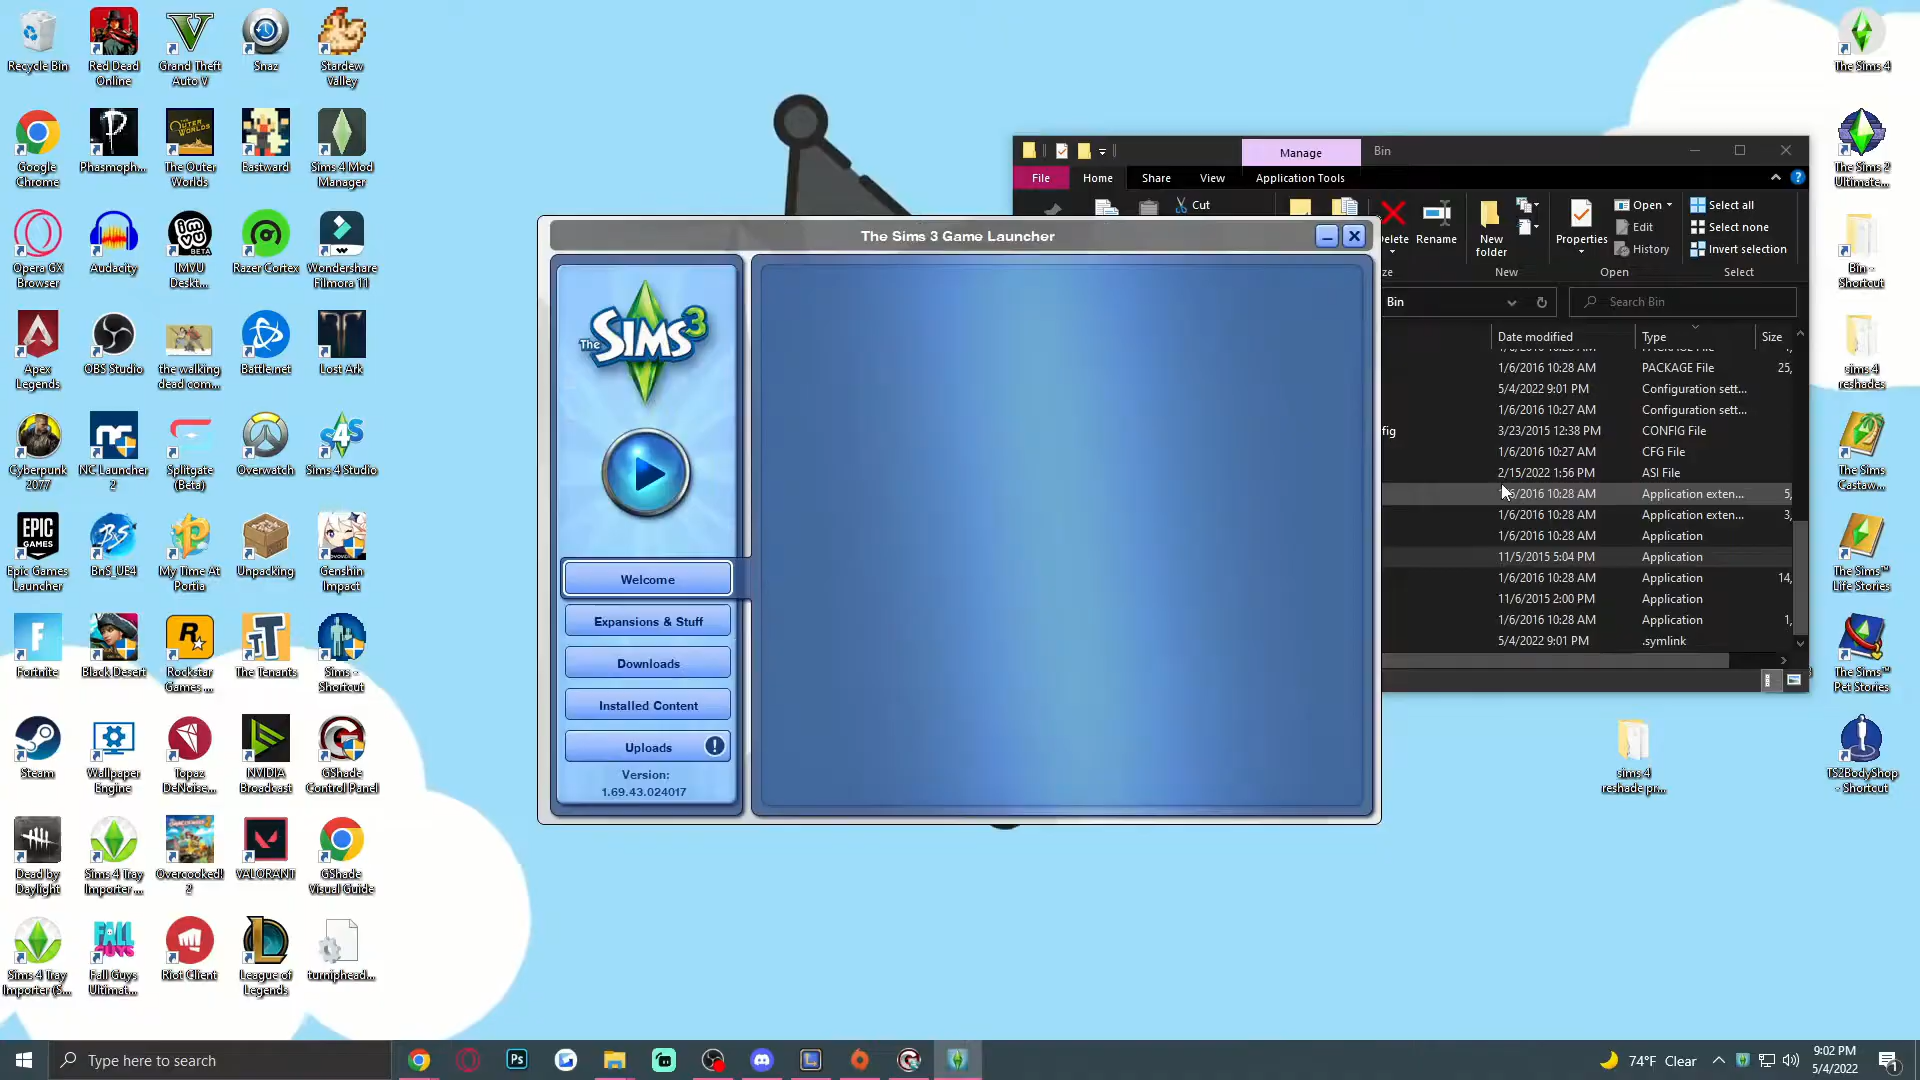 Recycle Bin
Red Dead
Online
Grand Theft
Auto V
Snaz
Stardew
Valley
Google
Chrome
Phasmoph...
The Outer
Worlds
Eastward
Sims 4 Mod
Manager
Opera GX
Browser
Audacity
IMVU
Deskt...
Razer Cortex
Wondershare
Filmora 11
Apex
Legends
OBS Studio
the walking
dead com...
Battle.net
Lost Ark
Cyberpunk
2077
NC Launcher
2
Splitgate
(Beta)
Overwatch
Sims 4 Studio
Epic Games
Launcher
BnS_UE4
My Time At
Portia
Unpacking
Genshin
Impact
Fortnite
Black Desert
Rockstar
Games ...
The Tenants
Sims -
Shortcut
Steam
Wallpaper
Engine
Topaz
DeNoise...
NVIDIA
Broadcast
GShade
Control Panel
Dead by
Daylight
Sims 4 Tray
Importer ...
Overcooked!
2
VALORANT
GShade
Visual Guide
Sims 4 Tray
Importer (S...
Fall Guys
Ultimat...
Riot Client
League of
Legends
turniphead...
The Sims 3 Game Launcher
The SIMS 3
Welcome
Expansions & Stuff
Downloads
Installed Content
Uploads
Version:
1.69.43.024017
Manage
Bin
File
Home
Share
View
Application Tools
Cut
Rename
New
folder
Properties
Open
Edit
History
Select all
Select none
Invert selection
New
Open
Select
Bin
Search Bin
Date modified
Type
Size
1/6/2016 10:28 AM PACKAGE File 25,
5/4/2022 9:01 PM Configuration sett...
1/6/2016 10:27 AM Configuration sett...
fig 3/23/2015 12:38 PM CONFIG File
1/6/2016 10:27 AM CFG File
2/15/2022 1:56 PM ASI File
/6/2016 10:28 AM Application exten... 5,
1/6/2016 10:28 AM Application exten... 3,
1/6/2016 10:28 AM Application
11/5/2015 5:04 PM Application
1/6/2016 10:28 AM Application 14,
11/6/2015 2:00 PM Application
1/6/2016 10:28 AM Application 1,
5/4/2022 9:01 PM .symlink
The Sims 4
The Sims 2
Ultimate...
Bin -
Shortcut
sims 4
reshades
The Sims
Castaw...
The Sims™
Life Stories
The Sims™
Pet Stories
sims 4
reshade pr...
TS2BodyShop
- Shortcut
Type here to search
74°F Clear
9:02 PM
5/4/2022